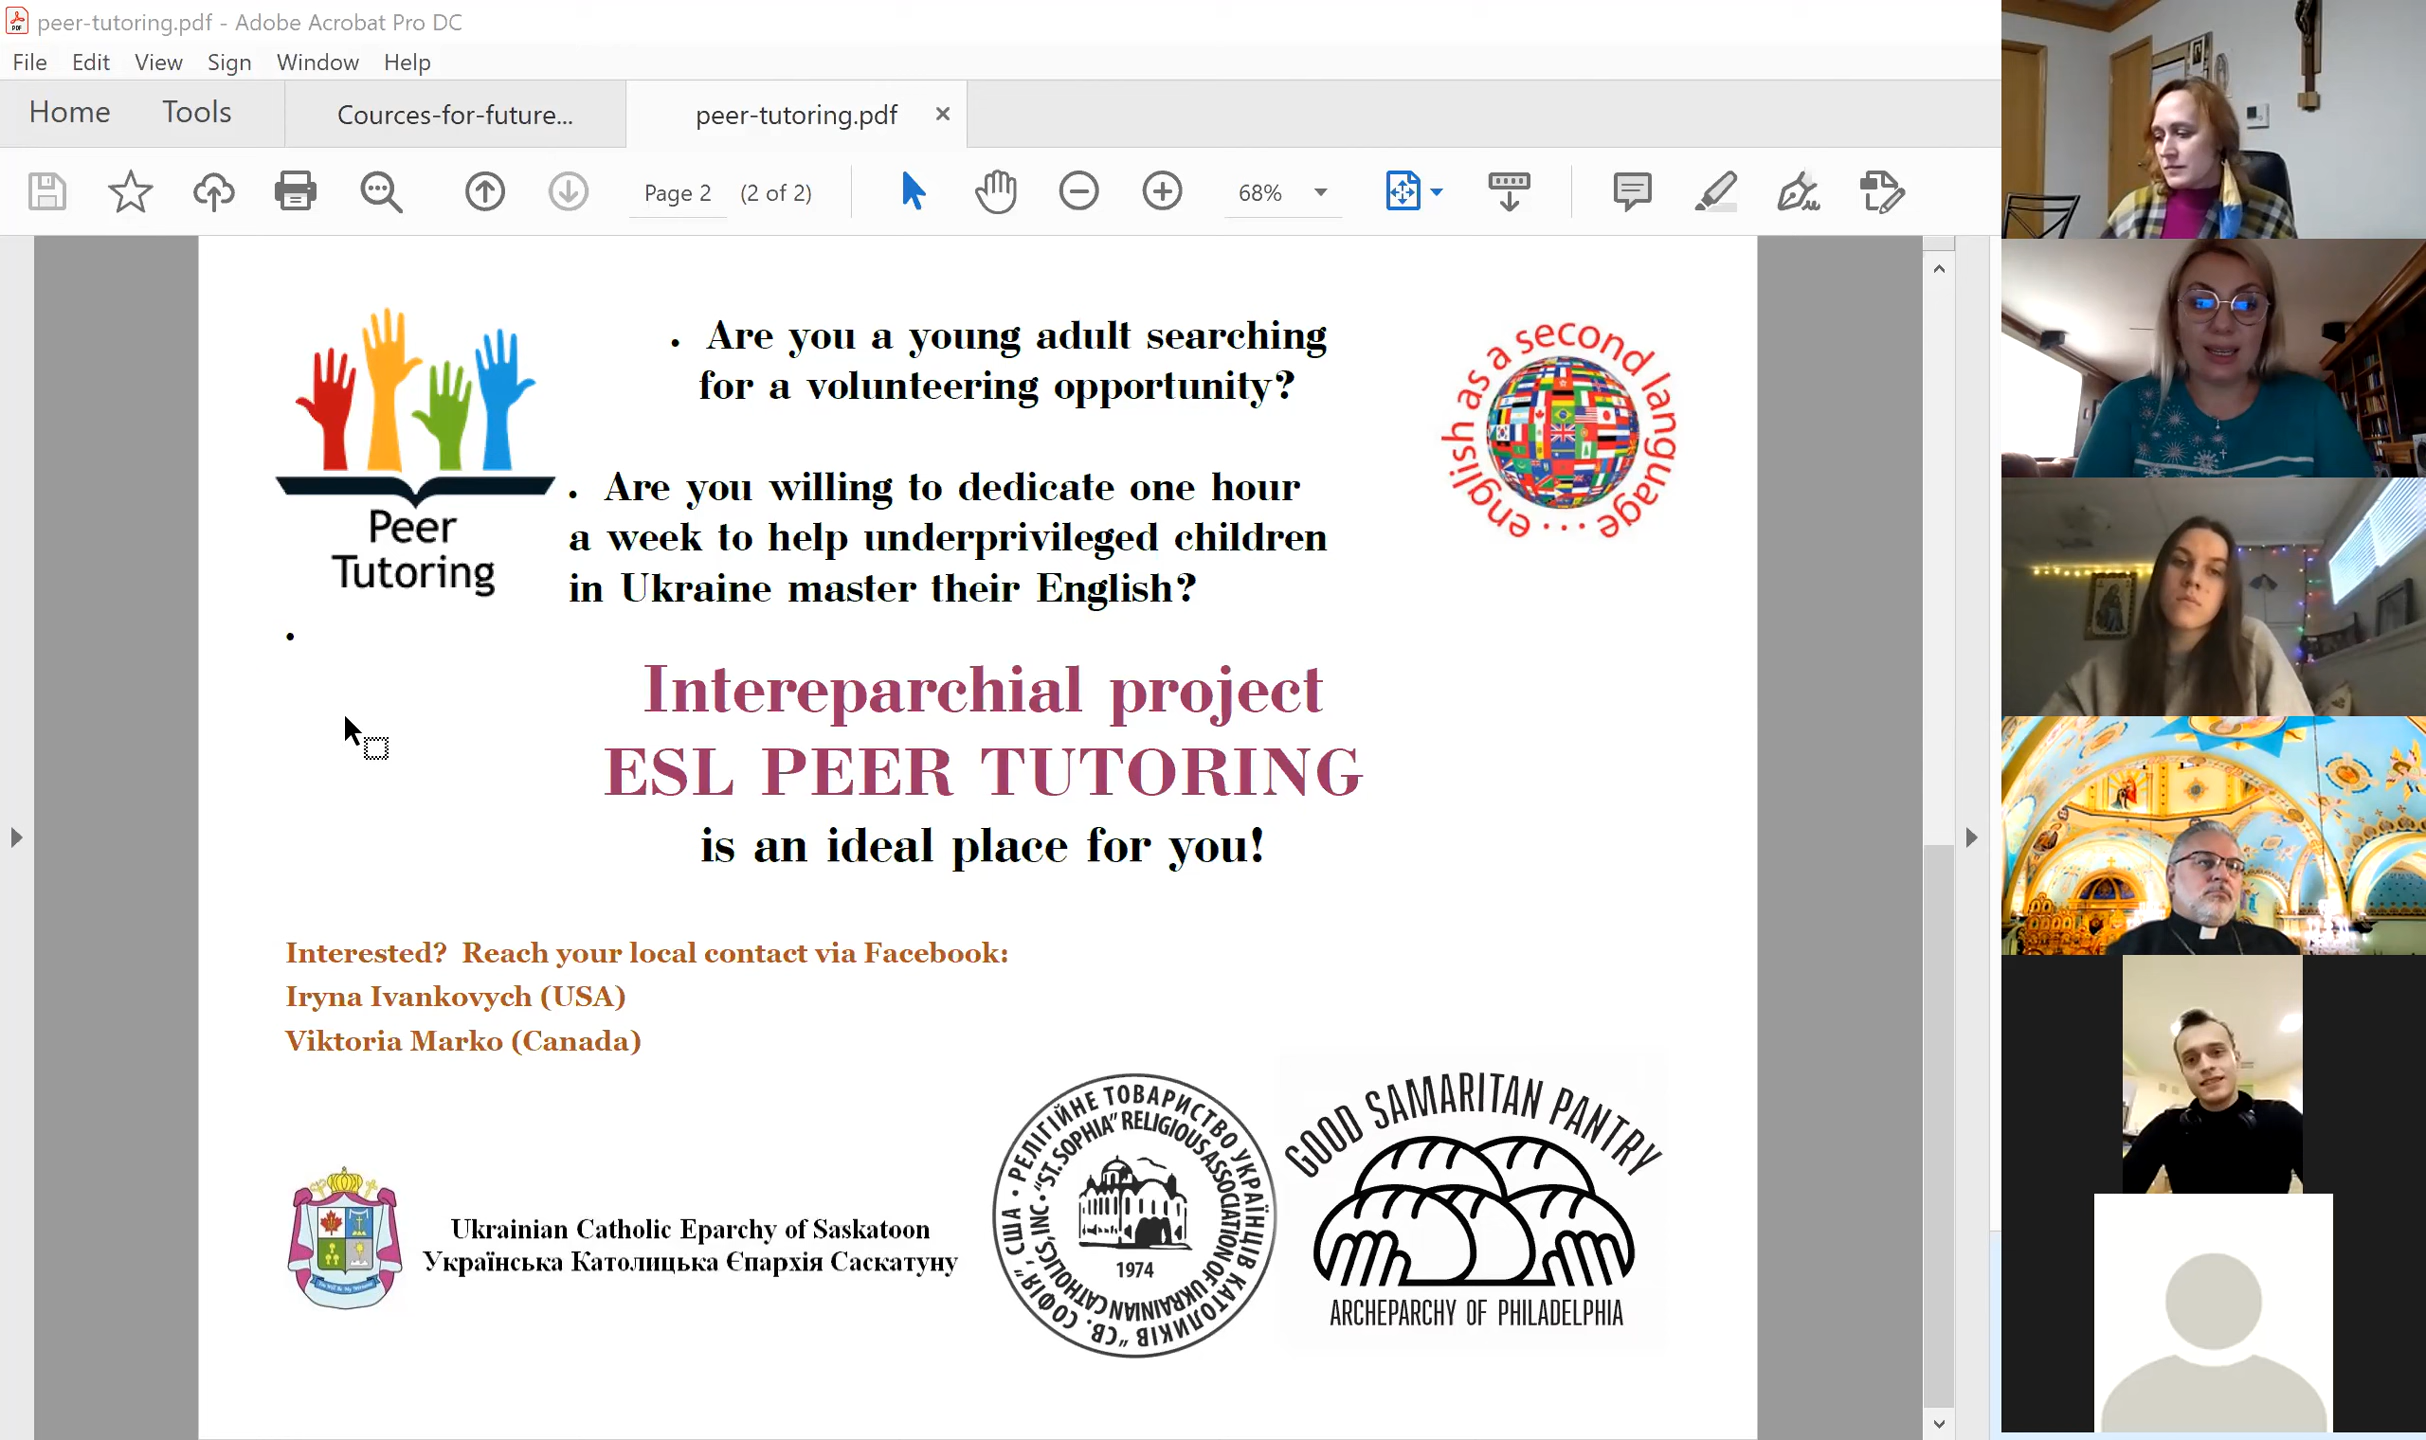 peer-tutoring.pdf - Adobe Acrobat Pro DC
File Edit View Sign Window Help
Home Tools Cources-for-future... peer-tutoring.pdf
Page 2 (2 of 2) 68%
Are you a young adult searching
for a volunteering opportunity?
english as a second language...
Are you willing to dedicate one hour
a week to help underprivileged children
in Ukraine master their English?
Peer
Tutoring
Intereparchial project
ESL PEER TUTORING
is an ideal place for you!
Interested? Reach your local contact via Facebook:
Iryna Ivankovych (USA)
Viktoria Marko (Canada)
Ukrainian Catholic Eparchy of Saskatoon
Українська Католицька Єпархія Саскатуну
РЕЛІГІЙНЕ ТОВАРИСТВО УКРАЇНЦІВ КАТОЛИКІВ "СВ. СОФІЯ", США
"ST. SOPHIA" RELIGIOUS ASSOCIATION OF UKRAINIAN CATHOLICS, INC
1974
GOOD SAMARITAN PANTRY
ARCHEPARCHY OF PHILADELPHIA